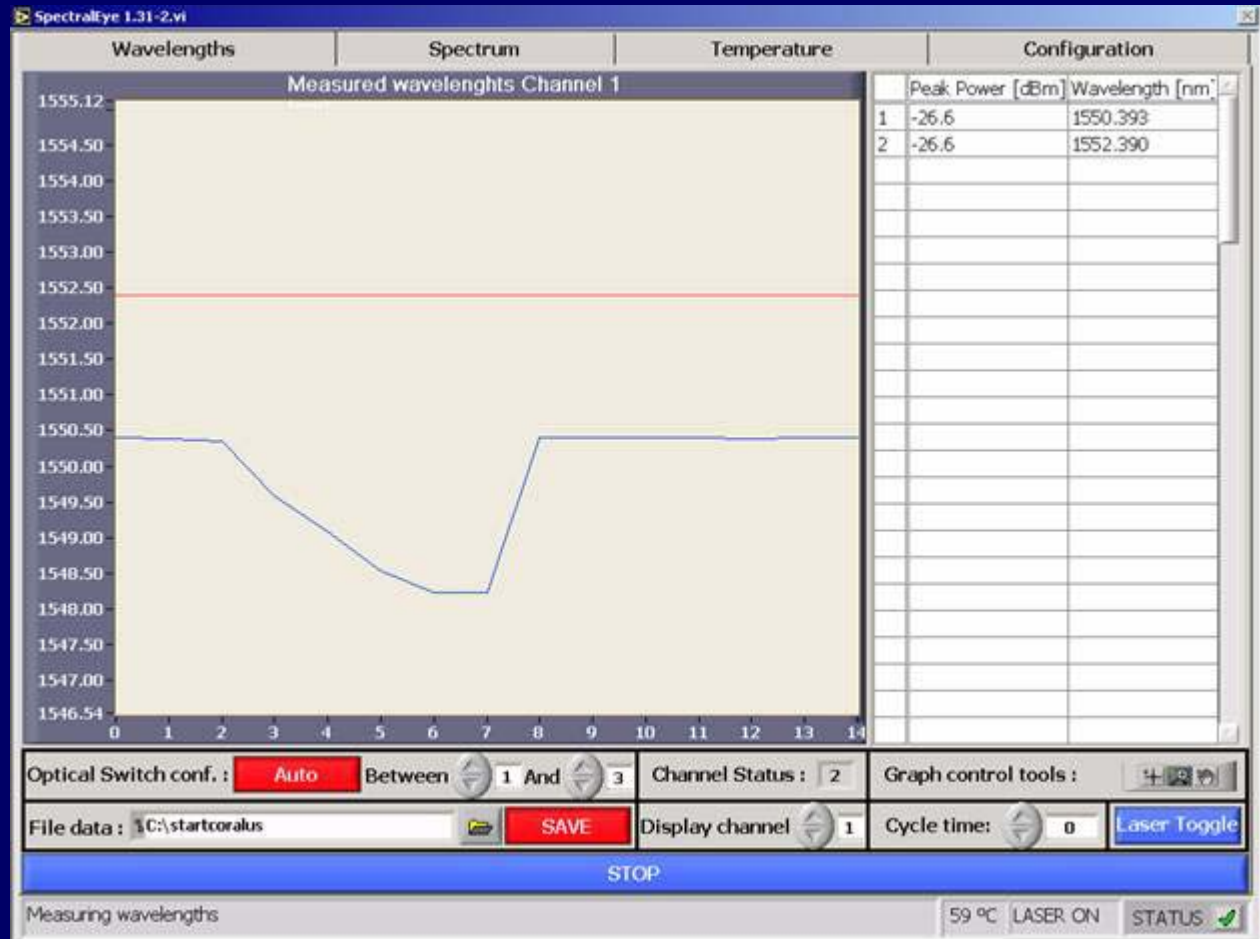 SpectralEye 1.31-2.vi
Wavelengths Spectrum Temperature Configuration
Measured wavelenghts Channel 1
1555.12
1554.50
1554.00
1553.50
1553.00
1552.50
1552.00
1551.50
1551.00
1550.50
1550.00
1549.50
1549.00
1548.50
1548.00
1547.50
1547.00
1546.54
0 1 2 3 4 5 6 7 8 9 10 11 12 13 14
Peak Power [dBm] Wavelength [nm]
1 -26.6 1550.393
2 -26.6 1552.390
Optical Switch conf. : Auto Between 1 And 3 Channel Status : 2 Graph control tools :
File data : C:\startcoralus SAVE Display channel 1 Cycle time: 0 Laser Toggle
STOP
Measuring wavelengths 59 ºC LASER ON STATUS